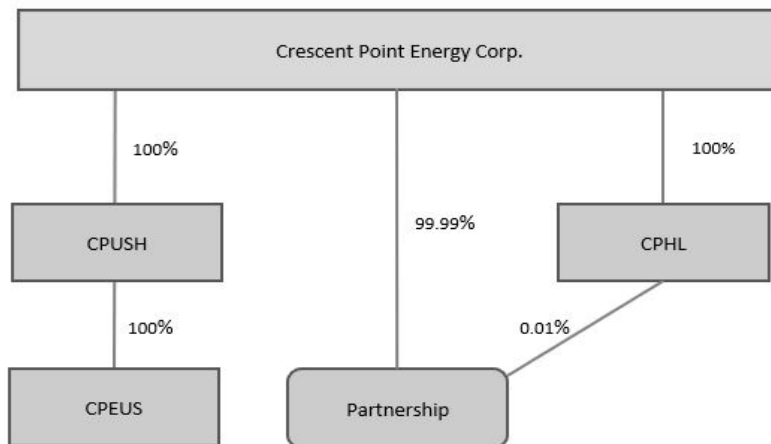 Crescent Point Energy Corp.
100%
100%
CPUSH
99.99%
CPHL
100%
0.01%
CPEUS
Partnership